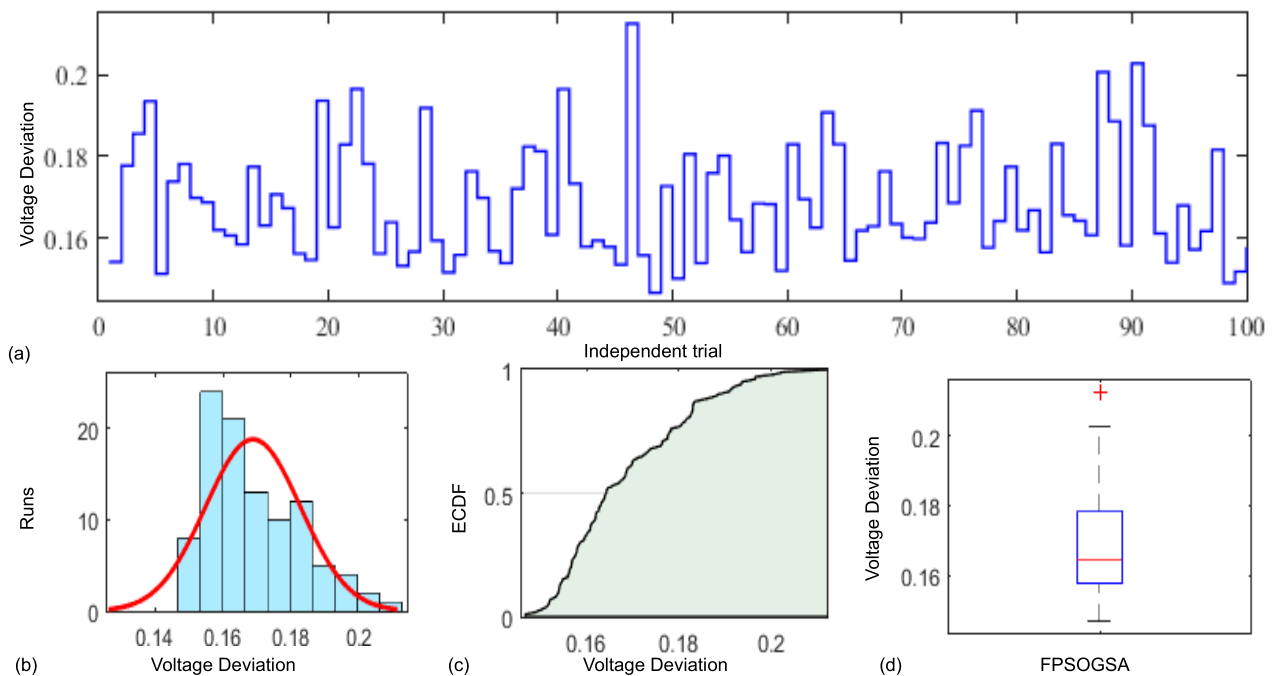 0.2
0.18
0.16
Voltage Deviation
0 10 20 30 40 50 60 70 80 90 100
Independent trial
(a)
20
10
0
Runs
0.14 0.16 0.18 0.2
Voltage Deviation
(b)
1
0.5
0
ECDF
0.16 0.18 0.2
Voltage Deviation
(c)
0.2
0.18
0.16
Voltage Deviation
(d)
FPSOGSA